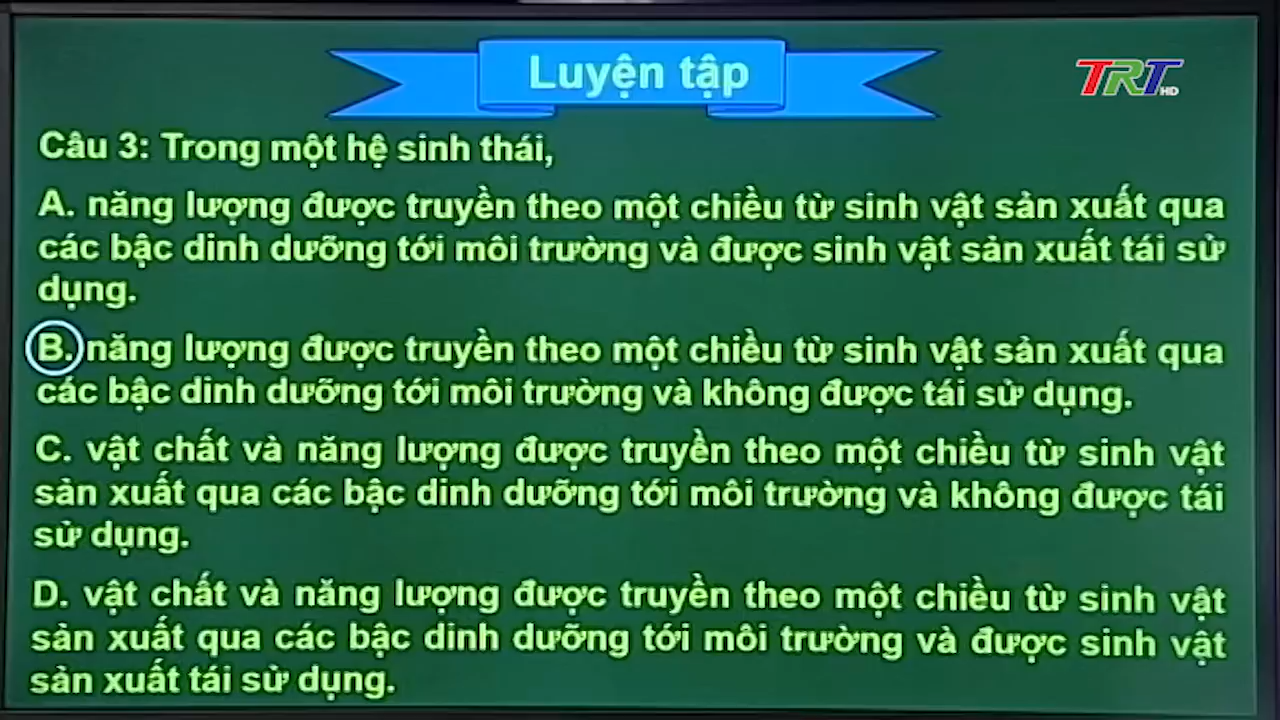 Luyện tập
TRT HD
Câu 3: Trong một hệ sinh thái,
A. năng lượng được truyền theo một chiều từ sinh vật sản xuất qua
các bậc dinh dưỡng tới môi trường và được sinh vật sản xuất tái sử
dụng.
B. năng lượng được truyền theo một chiều từ sinh vật sản xuất qua
các bậc dinh dưỡng tới môi trường và không được tái sử dụng.
C. vật chất và năng lượng được truyền theo một chiều từ sinh vật
sản xuất qua các bậc dinh dưỡng tới môi trường và không được tái
sử dụng.
D. vật chất và năng lượng được truyền theo một chiều từ sinh vật
sản xuất qua các bậc dinh dưỡng tới môi trường và được sinh vật
sản xuất tái sử dụng.